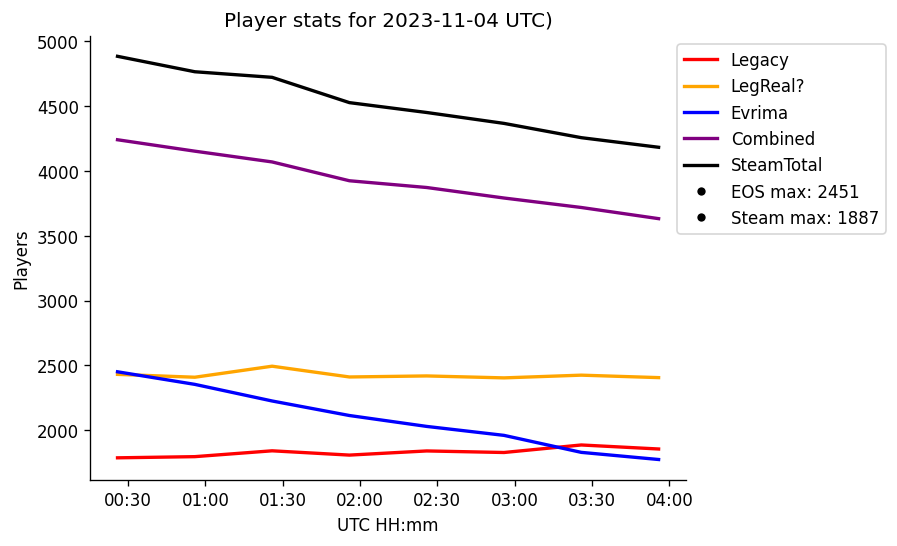 Player stats for 2023-11-04 UTC)
Legacy
LegReal?
Evrima
Combined
SteamTotal
EOS max: 2451
Steam max: 1887
Players
5000
4500
4000
3500
3000
2500
2000
00:30 01:00 01:30 02:00 02:30 03:00 03:30 04:00
UTC HH:mm